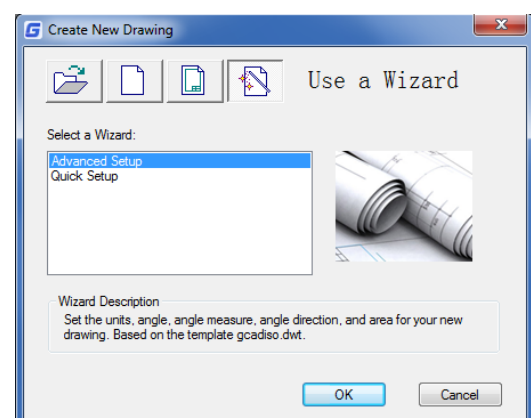 Create New Drawing
Use a Wizard
Select a Wizard:
Advanced Setup
Quick Setup
Wizard Description
Set the units, angle, angle measure, angle direction, and area for your new
drawing. Based on the template gcadiso.dwt.
OK
Cancel